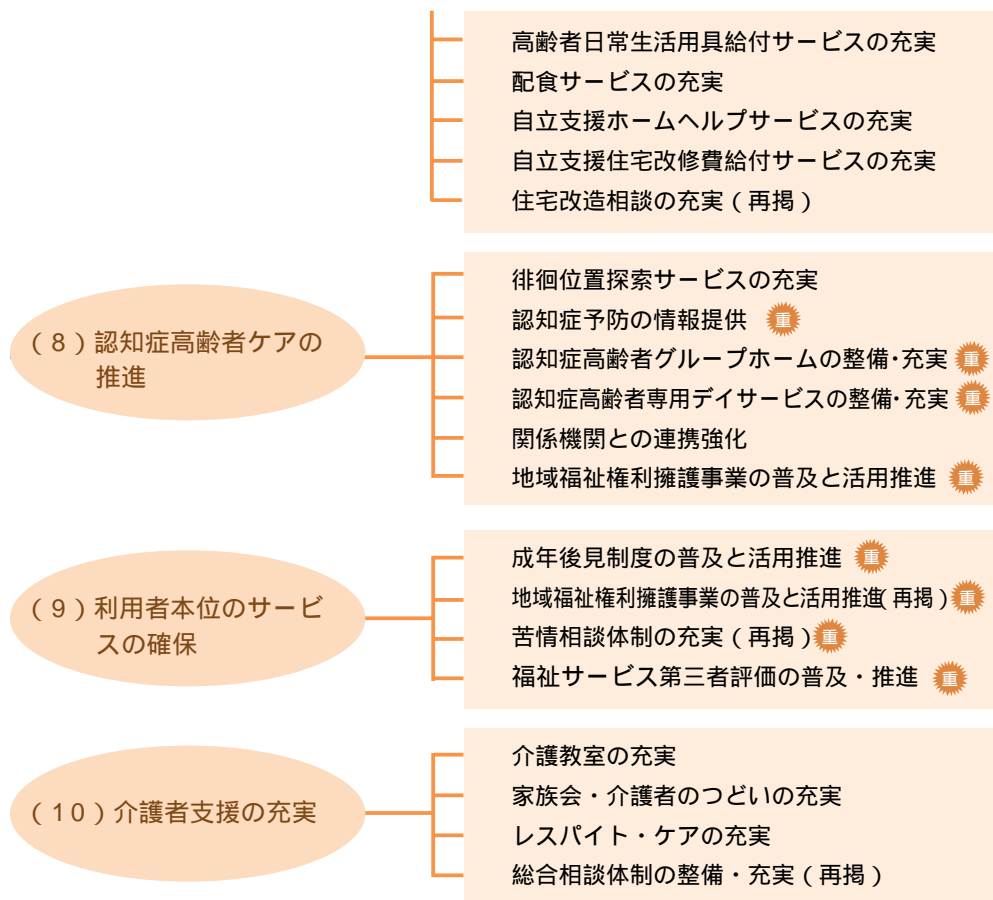 高齢者日常生活用具給付サービスの充実
配食サービスの充実
自立支援ホームヘルプサービスの充実
自立支援住宅改修費給付サービスの充実
住宅改造相談の充実(再掲)
(8)認知症高齢者ケアの
推進
徘徊位置探索サービスの充実
認知症予防の情報提供 重
認知症高齢者グループホームの整備・充実 重
認知症高齢者専用デイサービスの整備・充実 重
関係機関との連携強化
地域福祉権利擁護事業の普及と活用推進 重
(9)利用者本位のサービ
スの確保
成年後見制度の普及と活用推進 重
地域福祉権利擁護事業の普及と活用推進(再掲) 重
苦情相談体制の充実(再掲) 重
福祉サービス第三者評価の普及・推進 重
(10)介護者支援の充実
介護教室の充実
家族会・介護者のつどいの充実
レスパイト・ケアの充実
総合相談体制の整備・充実(再掲)